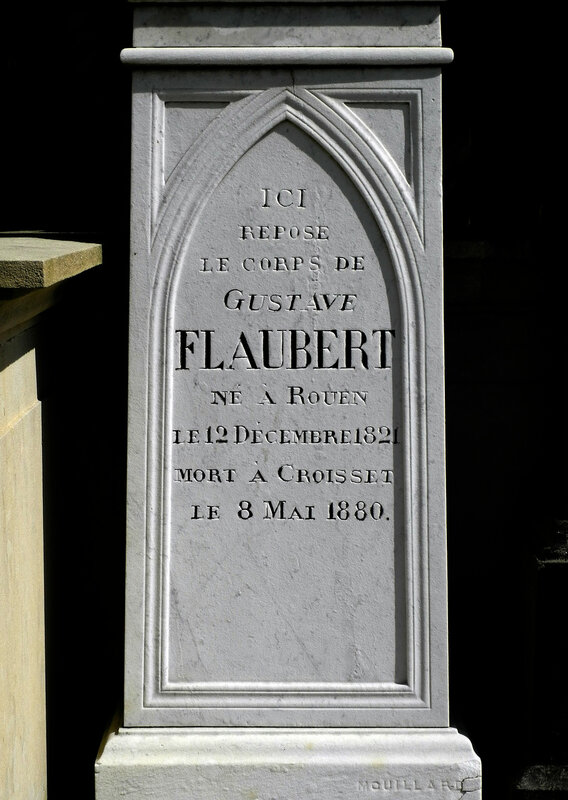 ICI
REPOSE
LE CORPS DE
GUSTAVE
FLAUBERT
NÉ À ROUEN
LE 12 DÉCEMBRE 1821
MORT À CROISSET
LE 8 MAI 1880.
MOUILLARD